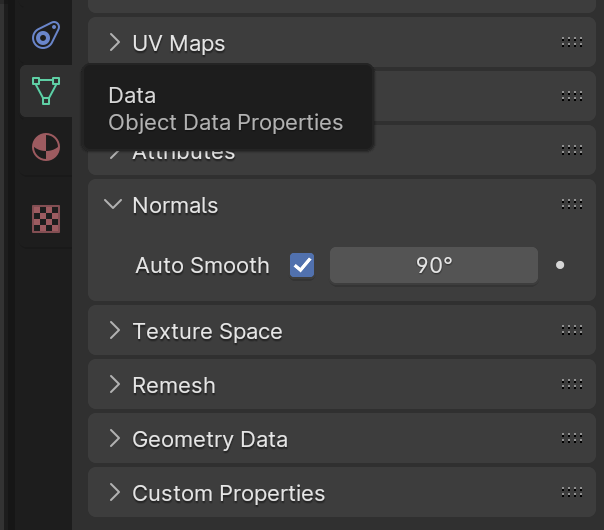 UV Maps
Data
Object Data Properties
Attributes
Normals
Auto Smooth 90°
Texture Space
Remesh
Geometry Data
Custom Properties